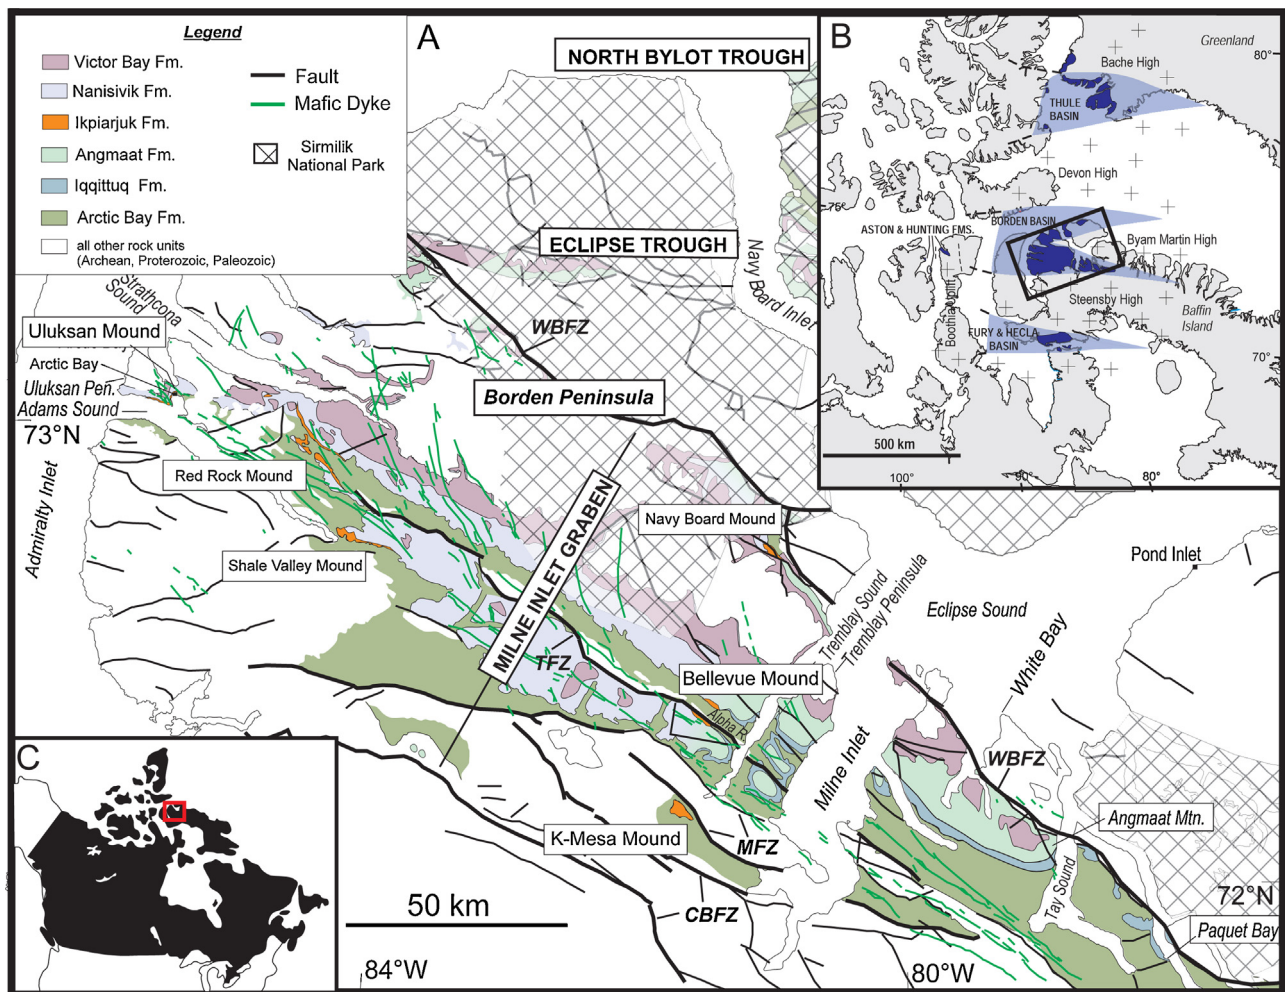 Legend
Victor Bay Fm.
Nanisivik Fm.
Ikpiarjuk Fm.
Angmaat Fm.
Iqqittuq Fm.
Arctic Bay Fm.
all other rock units
(Archean, Proterozoic, Paleozoic)
Fault
Mafic Dyke
Sirmilik
National Park
A
NORTH BYLOT TROUGH
ECLIPSE TROUGH
Navy Board Inlet
WBFZ
Borden Peninsula
Strathcona
Sound
Uluksan Mound
Arctic Bay
Uluksan Pen.
Adams Sound
73°N
Admiralty Inlet
Red Rock Mound
Shale Valley Mound
Navy Board Mound
MILNE INLET GRABEN
TFZ
Bellevue Mound
Alpha R.
Tremblay Sound
Tremblay Peninsula
Eclipse Sound
Pond Inlet
White Bay
Milne Inlet
WBFZ
Angmaat Mtn.
Tay Sound
72°N
Paquet Bay
K-Mesa Mound
MFZ
CBFZ
50 km
84°W
80°W
B
Greenland
80°
Bache High
THULE
BASIN
Devon High
75°
BORDEN BASIN
ASTON & HUNTING FMS.
Byam Martin High
Steensby High
Baffin
Island
Boothia Uplift
FURY & HECLA
BASIN
70°
500 km
100°
90°
80°
C